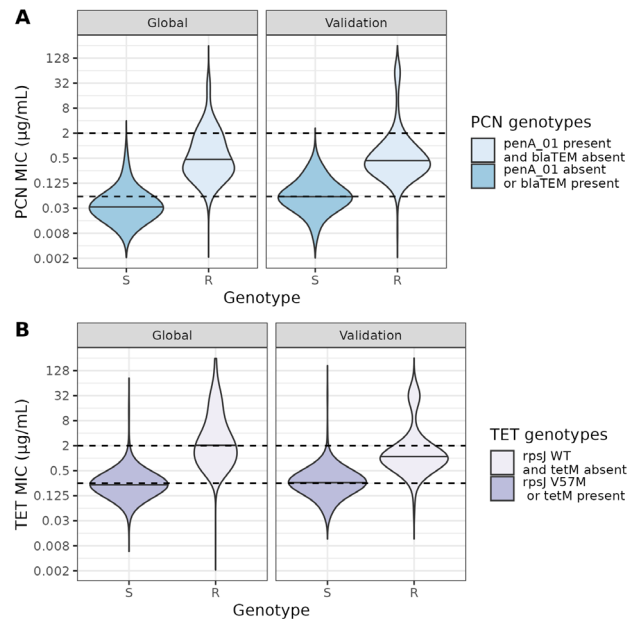 A
Global
Validation
128
32
8
2
0.5
0.125
0.03
0.008
0.002
PCN MIC (μg/mL)
S
R
S
R
Genotype
PCN genotypes
penA_01 present
and blaTEM absent
penA_01 absent
or blaTEM present
B
Global
Validation
128
32
8
2
0.5
0.125
0.03
0.008
0.002
TET MIC (μg/mL)
S
R
S
R
Genotype
TET genotypes
rpsJ WT
and tetM absent
rpsJ V57M
or tetM present